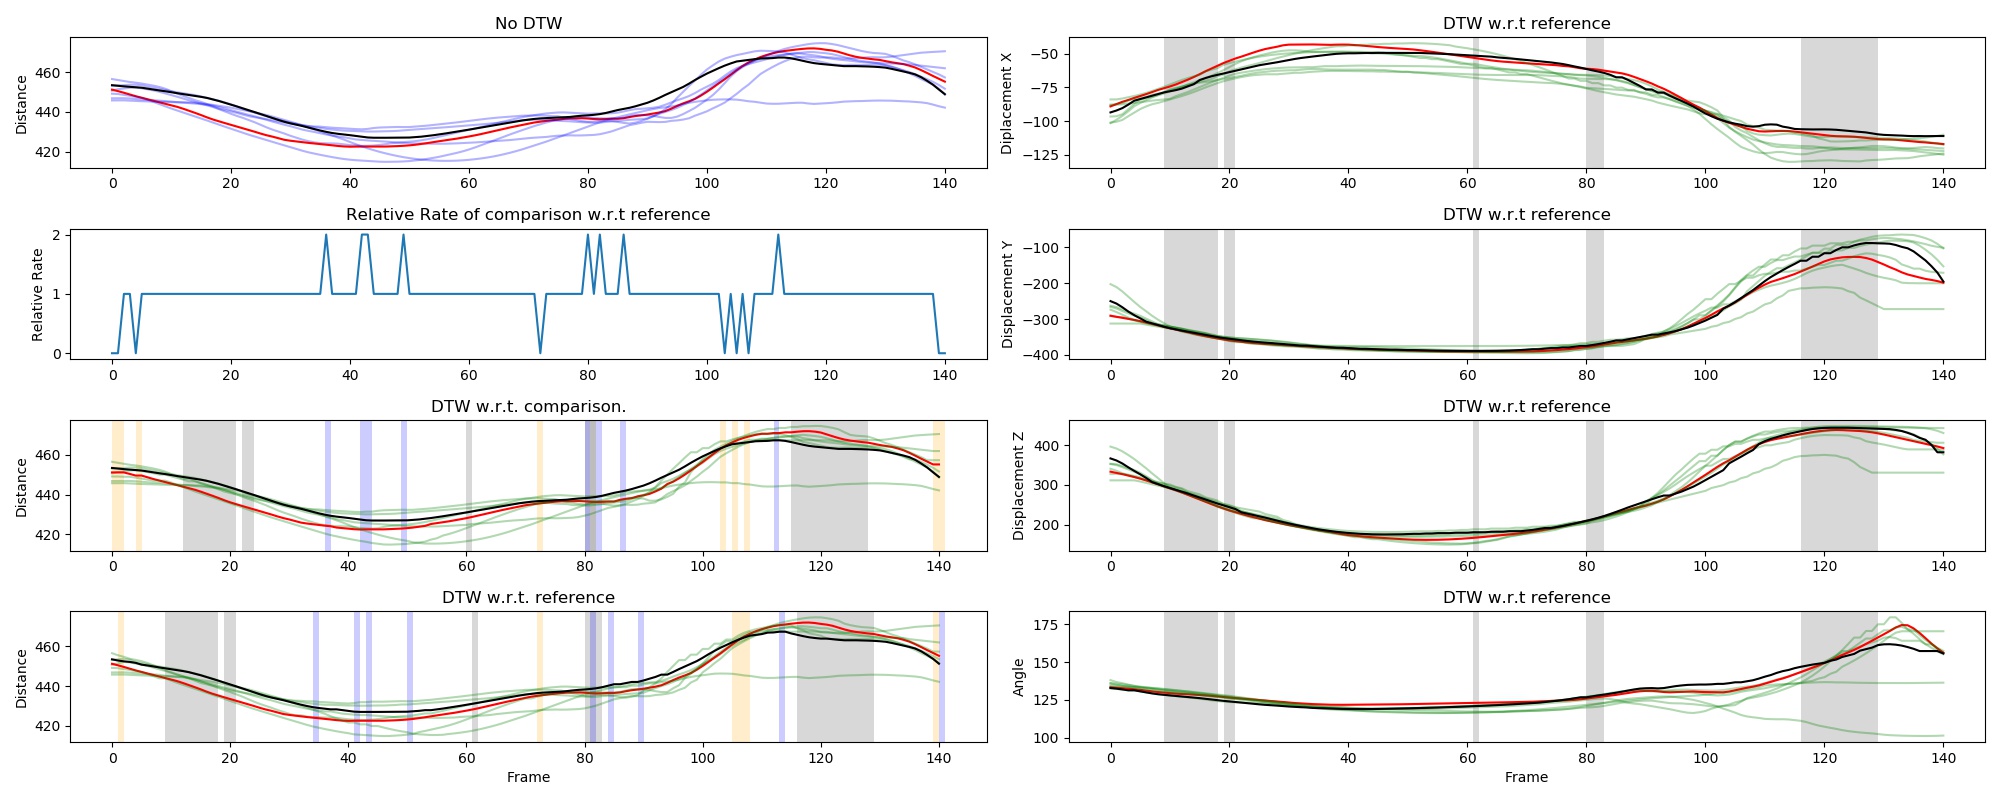 No DTW
Distance
460
440
420
0 20 40 60 80 100 120 140
Relative Rate of comparison w.r.t reference
Relative Rate
2
1
0
0 20 40 60 80 100 120 140
DTW w.r.t. comparison.
Distance
460
440
420
0 20 40 60 80 100 120 140
DTW w.r.t. reference
Distance
460
440
420
0 20 40 60 80 100 120 140
Frame
DTW w.r.t reference
Diplacement X
−50
−75
−100
−125
0 20 40 60 80 100 120 140
DTW w.r.t reference
Displacement Y
−100
−200
−300
−400
0 20 40 60 80 100 120 140
DTW w.r.t reference
Displacement Z
400
300
200
0 20 40 60 80 100 120 140
DTW w.r.t reference
Angle
175
150
125
100
0 20 40 60 80 100 120 140
Frame